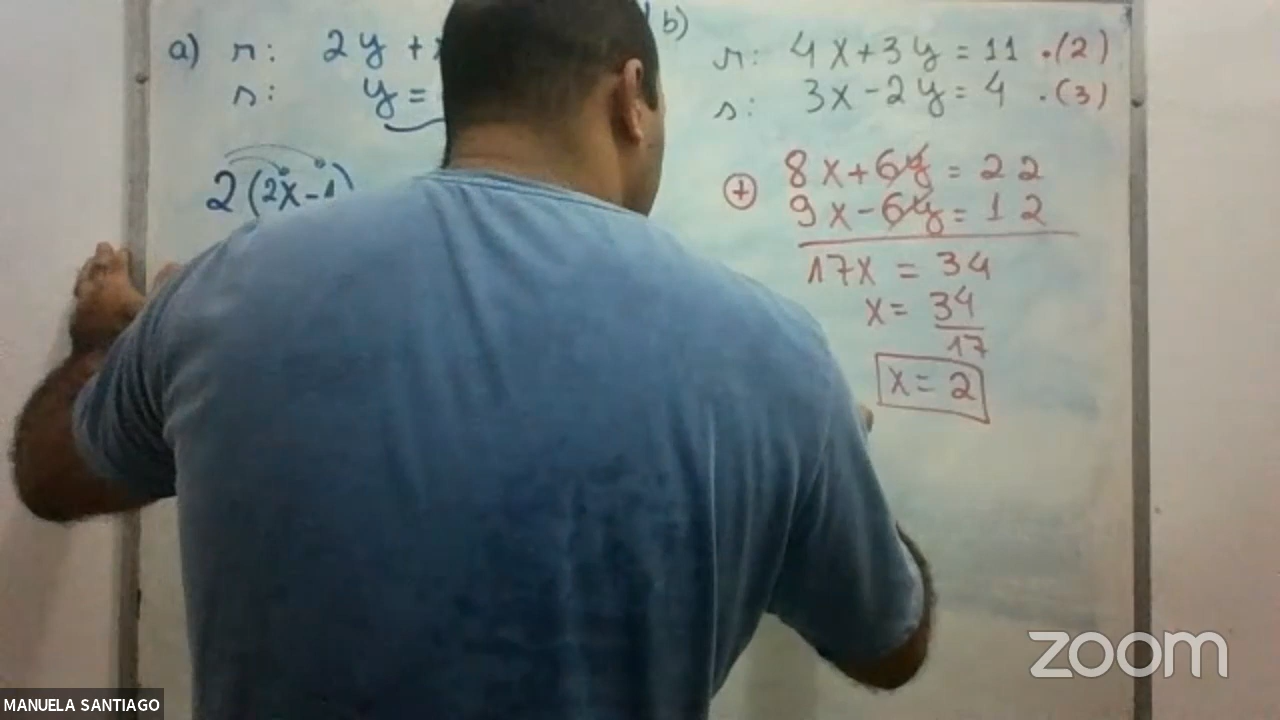 a) r: 2y +
s: y =
2(2x-1)
b)
r: 4x+3y=11 .(2)
s: 3x-2y=4 .(3)
(+) 8x+6y=22
9x-6y=12
17x = 34
x= 34
17
x=2
zoom
MANUELA SANTIAGO